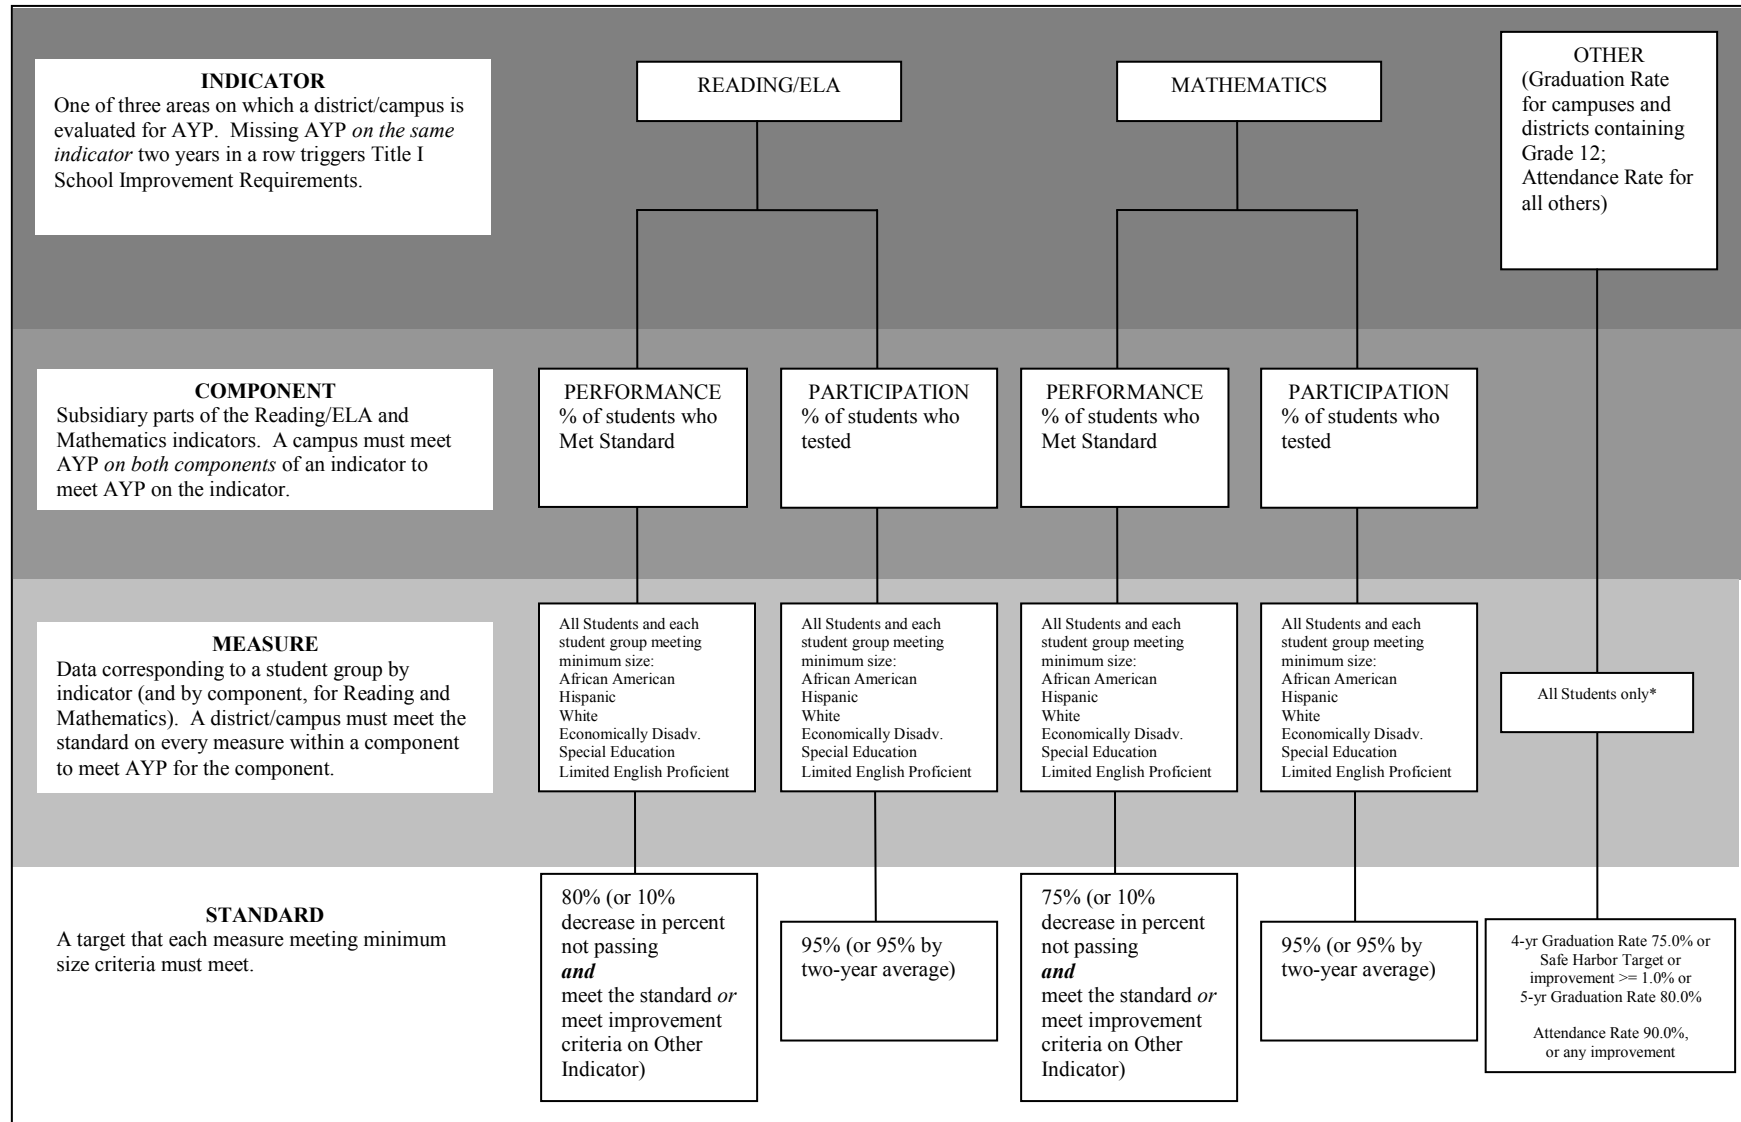 INDICATOR
One of three areas on which a district/campus is
evaluated for AYP.  Missing AYP on the same
indicator two years in a row triggers Title I
School Improvement Requirements.
READING/ELA
MATHEMATICS
OTHER
(Graduation Rate
for campuses and
districts containing
Grade 12;
Attendance Rate for
all others)
COMPONENT
Subsidiary parts of the Reading/ELA and
Mathematics indicators.  A campus must meet
AYP on both components of an indicator to
meet AYP on the indicator.
PERFORMANCE
% of students who
Met Standard
PARTICIPATION
% of students who
tested
PERFORMANCE
% of students who
Met Standard
PARTICIPATION
% of students who
tested
MEASURE
Data corresponding to a student group by
indicator (and by component, for Reading and
Mathematics).  A district/campus must meet the
standard on every measure within a component
to meet AYP for the component.
All Students and each
student group meeting
minimum size:
African American
Hispanic
White
Economically Disadv.
Special Education
Limited English Proficient
All Students and each
student group meeting
minimum size:
African American
Hispanic
White
Economically Disadv.
Special Education
Limited English Proficient
All Students and each
student group meeting
minimum size:
African American
Hispanic
White
Economically Disadv.
Special Education
Limited English Proficient
All Students and each
student group meeting
minimum size:
African American
Hispanic
White
Economically Disadv.
Special Education
Limited English Proficient
All Students only*
STANDARD
A target that each measure meeting minimum
size criteria must meet.
80% (or 10%
decrease in percent
not passing
and
meet the standard or
meet improvement
criteria on Other
Indicator)
95% (or 95% by
two-year average)
75% (or 10%
decrease in percent
not passing
and
meet the standard or
meet improvement
criteria on Other
Indicator)
95% (or 95% by
two-year average)
4-yr Graduation Rate 75.0% or
Safe Harbor Target or
improvement >= 1.0% or
5-yr Graduation Rate 80.0%
Attendance Rate 90.0%,
or any improvement